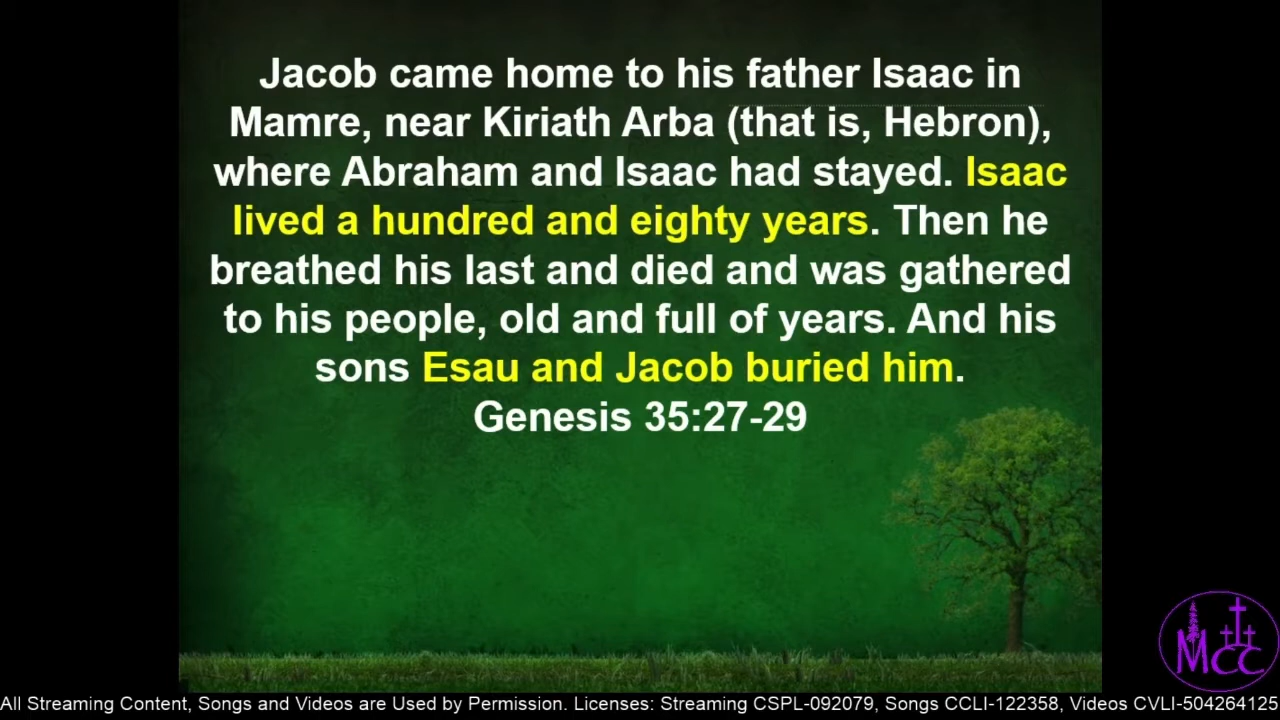 Jacob came home to his father Isaac in
Mamre, near Kiriath Arba (that is, Hebron),
where Abraham and Isaac had stayed. Isaac
lived a hundred and eighty years. Then he
breathed his last and died and was gathered
to his people, old and full of years. And his
sons Esau and Jacob buried him.
Genesis 35:27-29
MCC
All Streaming Content, Songs and Videos are Used by Permission. Licenses: Streaming CSPL-092079, Songs CCLI-122358, Videos CVLI-504264125